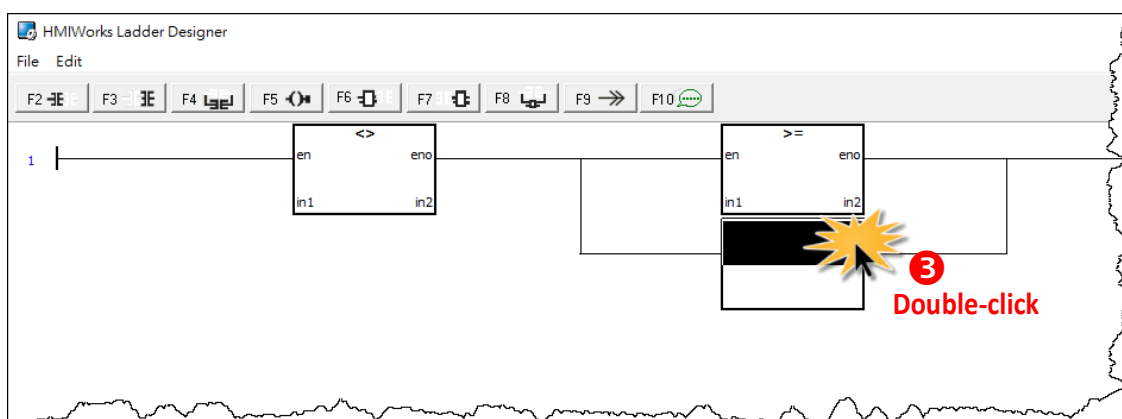 HMIWorks Ladder Designer
File Edit
F2 F3 F4 F5 F6 F7 F8 F9 F10
<> >=
1 en eno en eno
in1 in2 in1 in2
3
Double-click